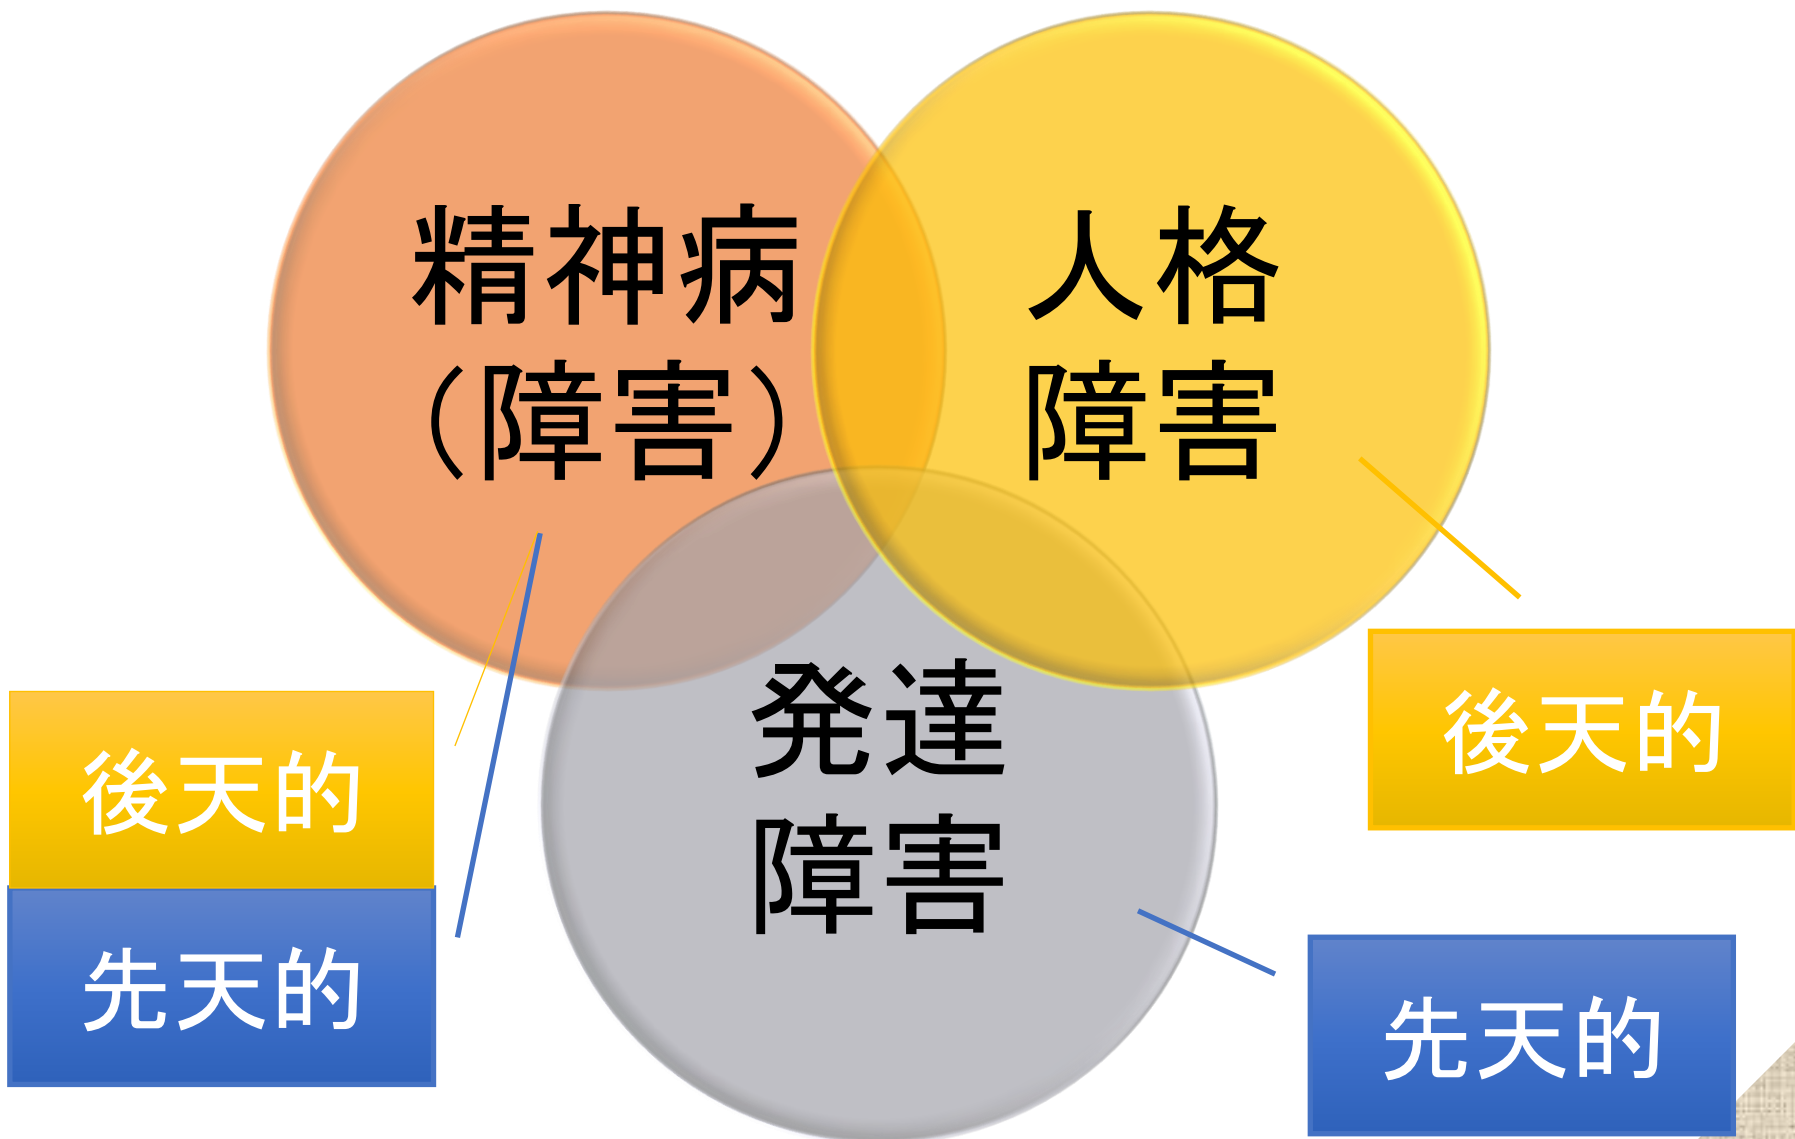 精神病
（障害）
人格
障害
発達
障害
後天的
先天的
後天的
先天的